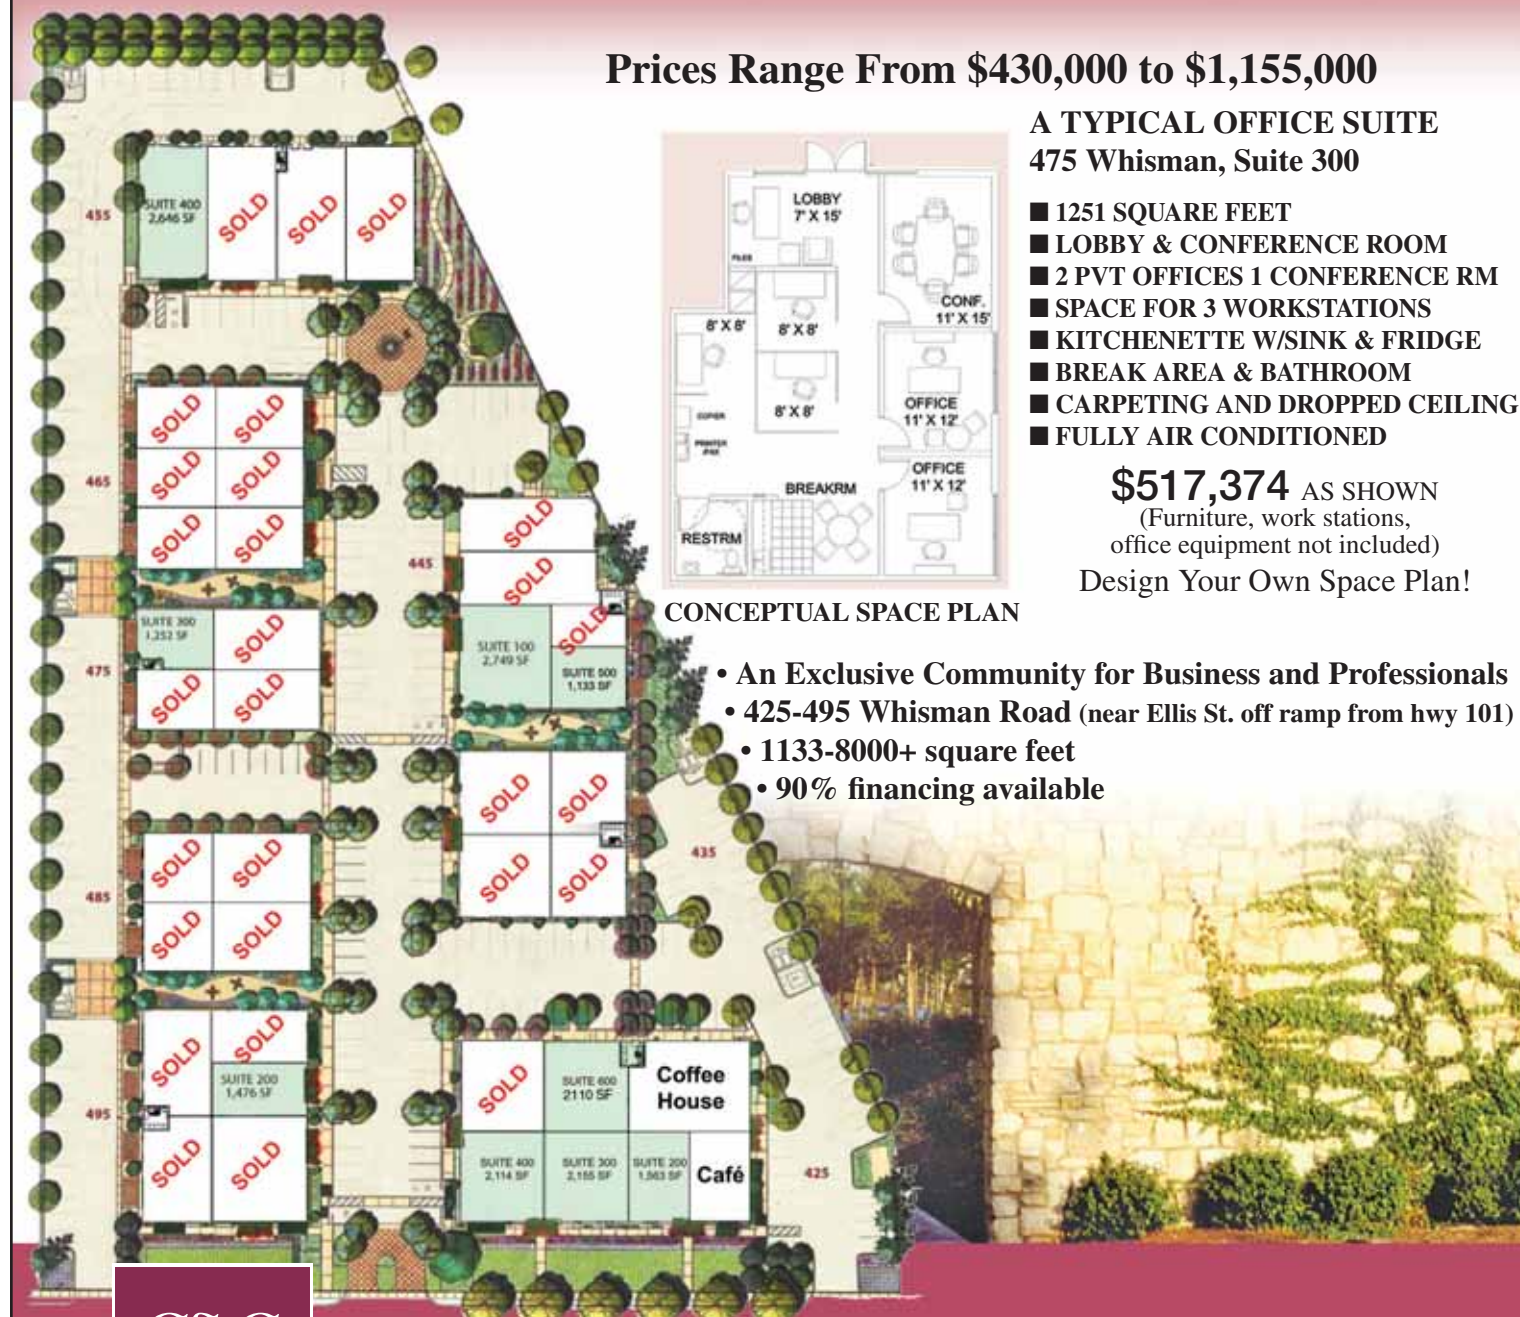 Prices Range From $430,000 to $1,155,000
A TYPICAL OFFICE SUITE
475 Whisman, Suite 300
■ 1251 SQUARE FEET
■ LOBBY & CONFERENCE ROOM
■ 2 PVT OFFICES 1 CONFERENCE RM
■ SPACE FOR 3 WORKSTATIONS
■ KITCHENETTE W/SINK & FRIDGE
■ BREAK AREA & BATHROOM
■ CARPETING AND DROPPED CEILING
■ FULLY AIR CONDITIONED
$517,374 AS SHOWN
(Furniture, work stations,
office equipment not included)
Design Your Own Space Plan!
LOBBY
7' X 15'
FILES
CONF.
11' X 15'
8' X 8'
8' X 8'
8' X 8'
COPIER
PRINTER
/FAX
OFFICE
11' X 12'
OFFICE
11' X 12'
BREAKRM
RESTRM
CONCEPTUAL SPACE PLAN
• An Exclusive Community for Business and Professionals
• 425-495 Whisman Road (near Ellis St. off ramp from hwy 101)
• 1133-8000+ square feet
• 90% financing available
455
SUITE 400
2,646 SF
SOLD
SOLD
SOLD
465
SOLD
SOLD
SOLD
SOLD
SOLD
SOLD
445
SOLD
SOLD
SOLD
SUITE 100
2,749 SF
SUITE 500
1,133 SF
475
SUITE 300
1,252 SF
SOLD
SOLD
SOLD
435
SOLD
SOLD
SOLD
SOLD
485
SOLD
SOLD
SOLD
SOLD
495
SOLD
SOLD
SUITE 200
1,476 SF
SOLD
SOLD
425
SOLD
SUITE 600
2110 SF
Coffee
House
SUITE 400
2,114 SF
SUITE 300
2,155 SF
SUITE 200
1,563 SF
Café